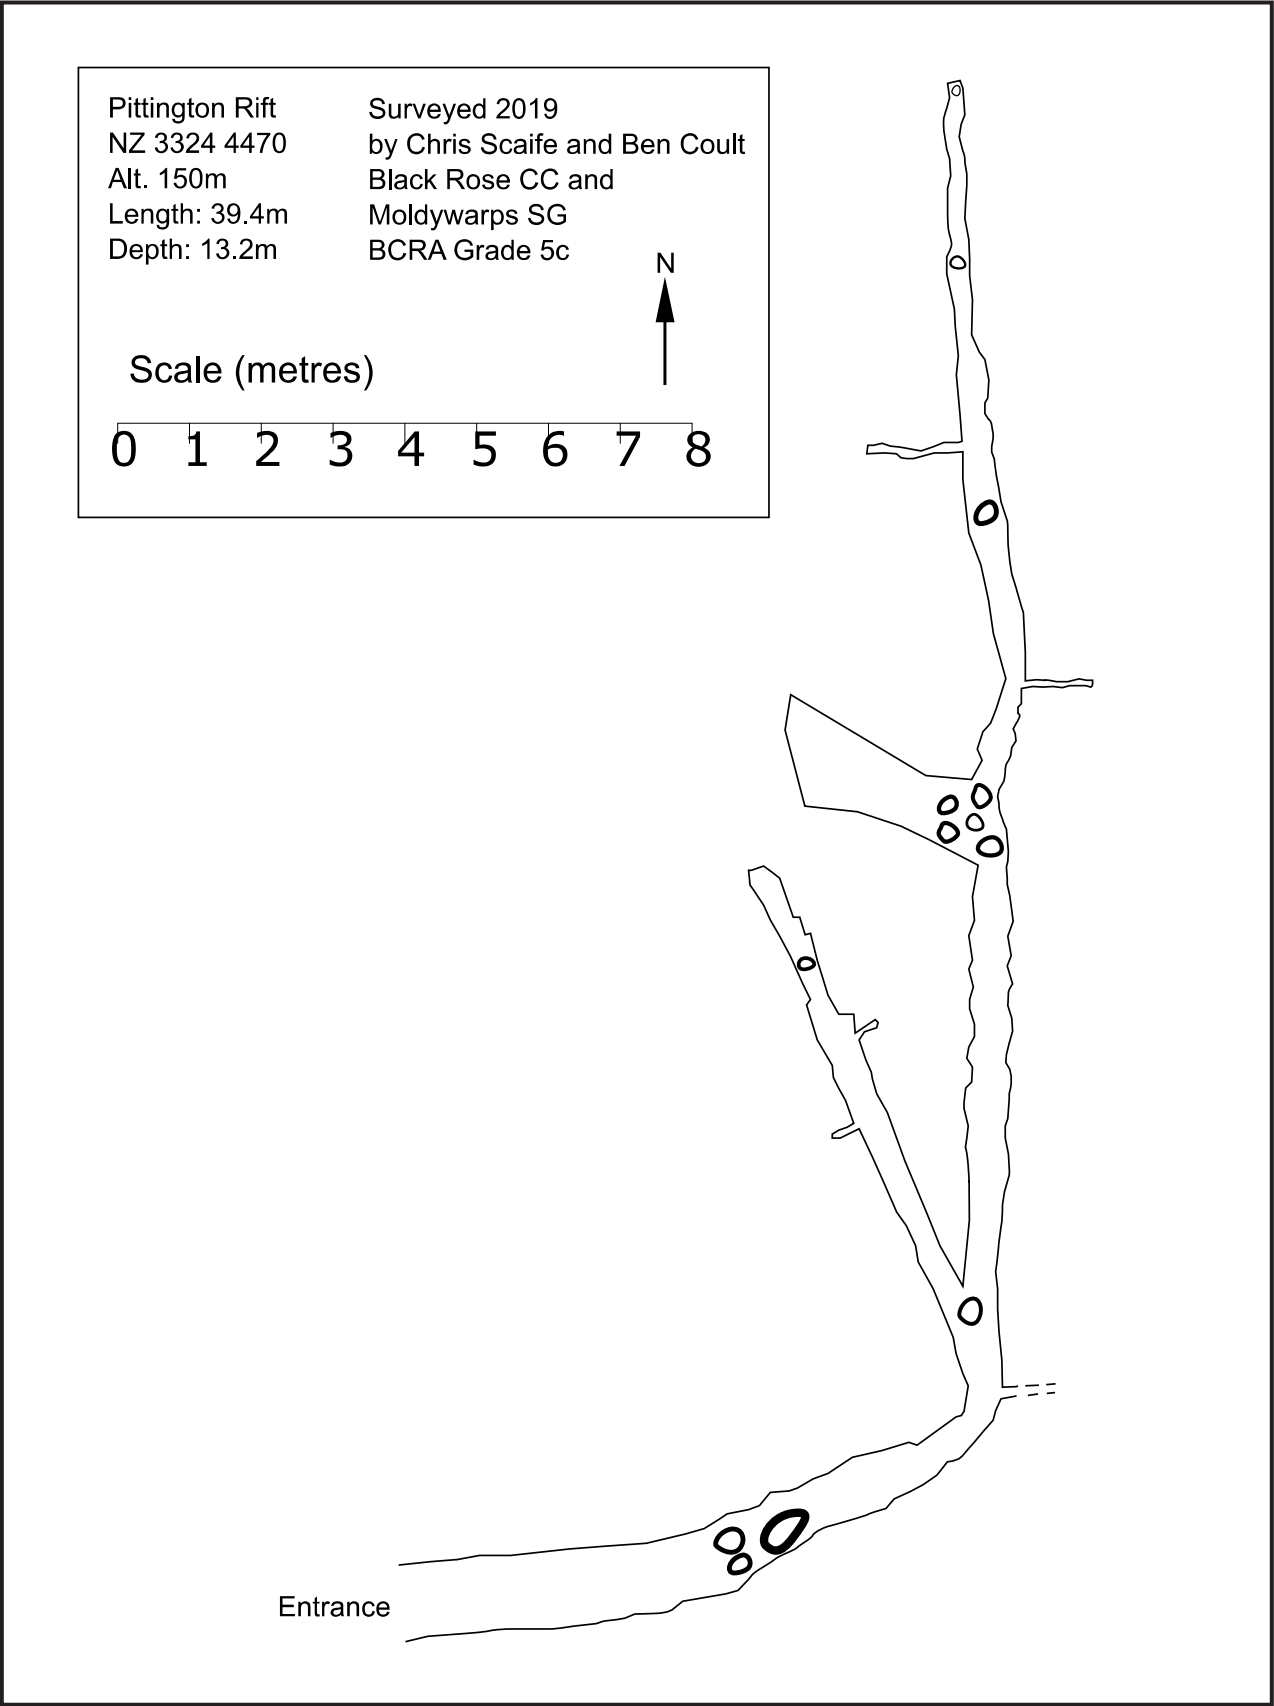 Pittington Rift
NZ 3324 4470
Alt. 150m
Length: 39.4m
Depth: 13.2m
Surveyed 2019
by Chris Scaife and Ben Coult
Black Rose CC and
Moldywarps SG
BCRA Grade 5c
N
Scale (metres)
0 1 2 3 4 5 6 7 8
Entrance